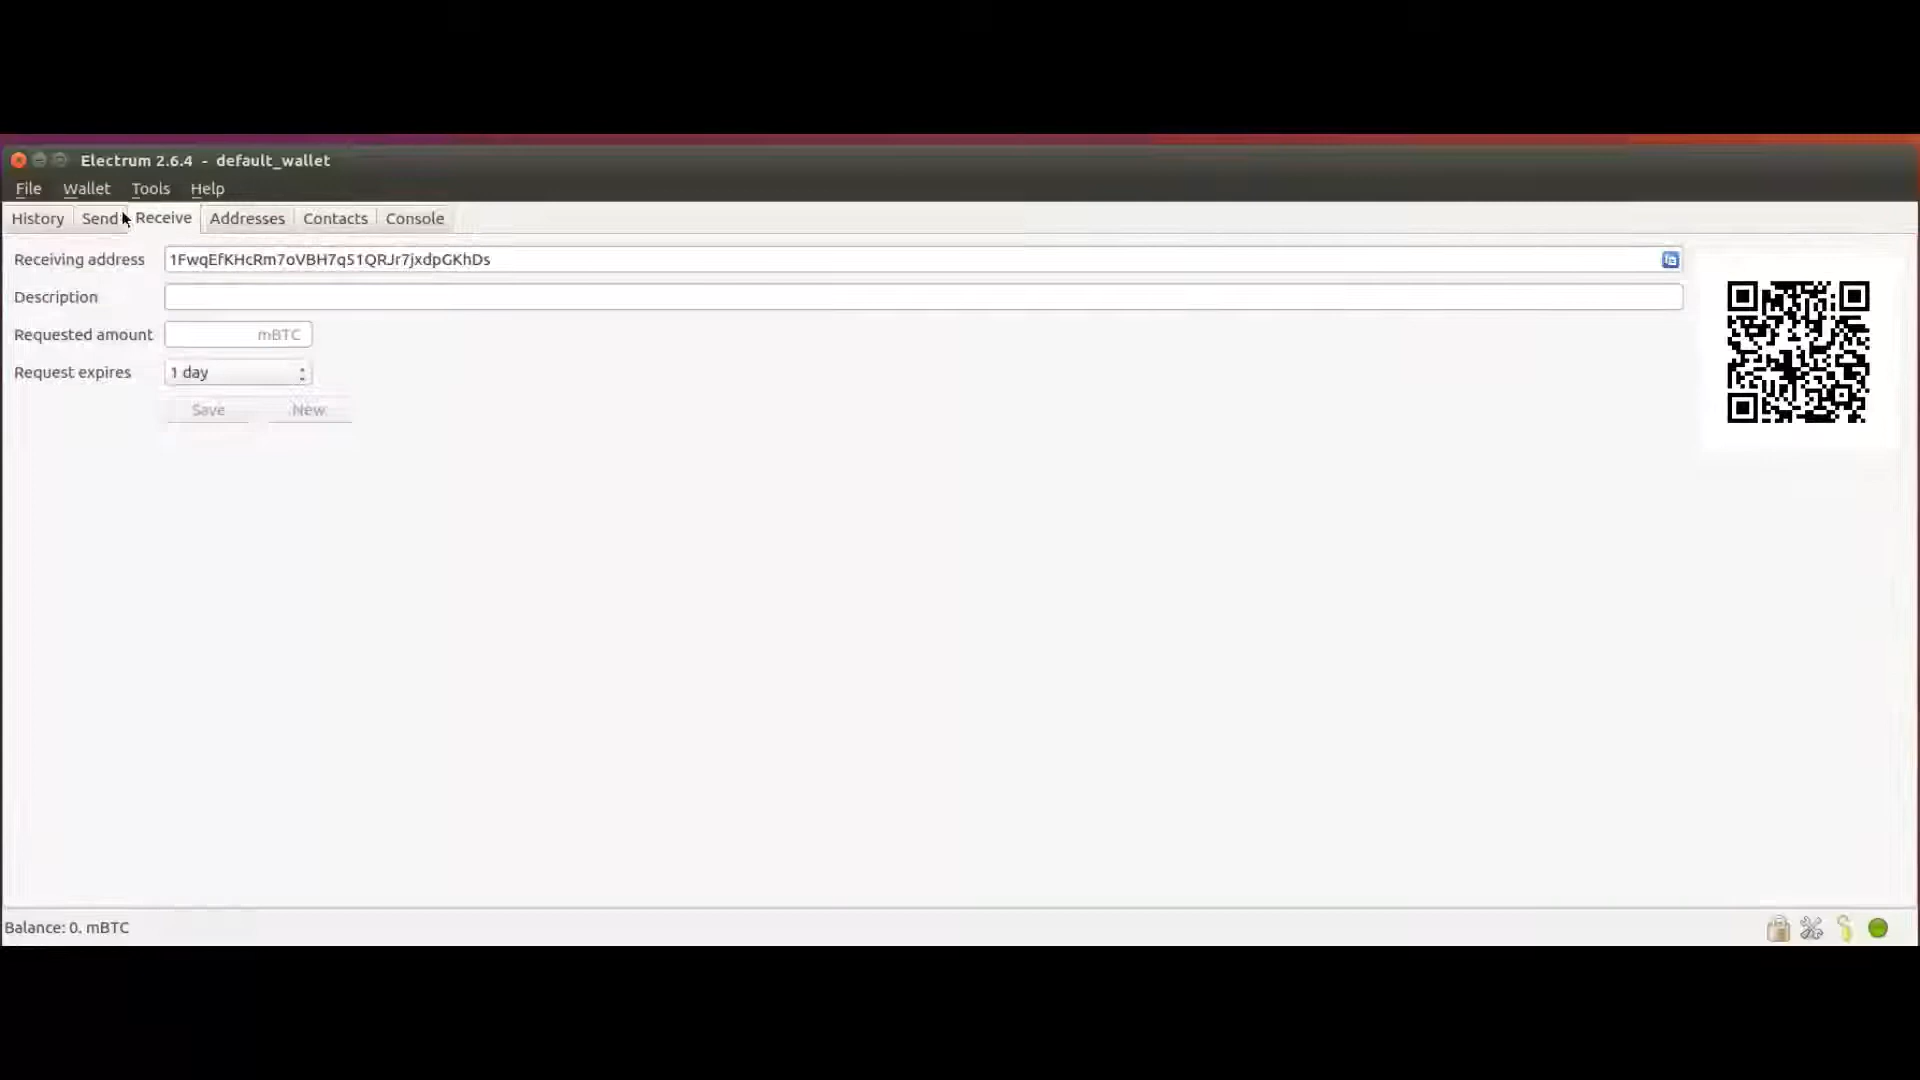 Electrum 2.6.4 - default_wallet
File Wallet Tools Help
History Send Receive Addresses Contacts Console
Receiving address 1FwqEfKHcRm7oVBH7qS1QRJr7jxdpGKhDs
Description
Requested amount mBTC
Request expires 1 day
Save New
Balance: 0. mBTC